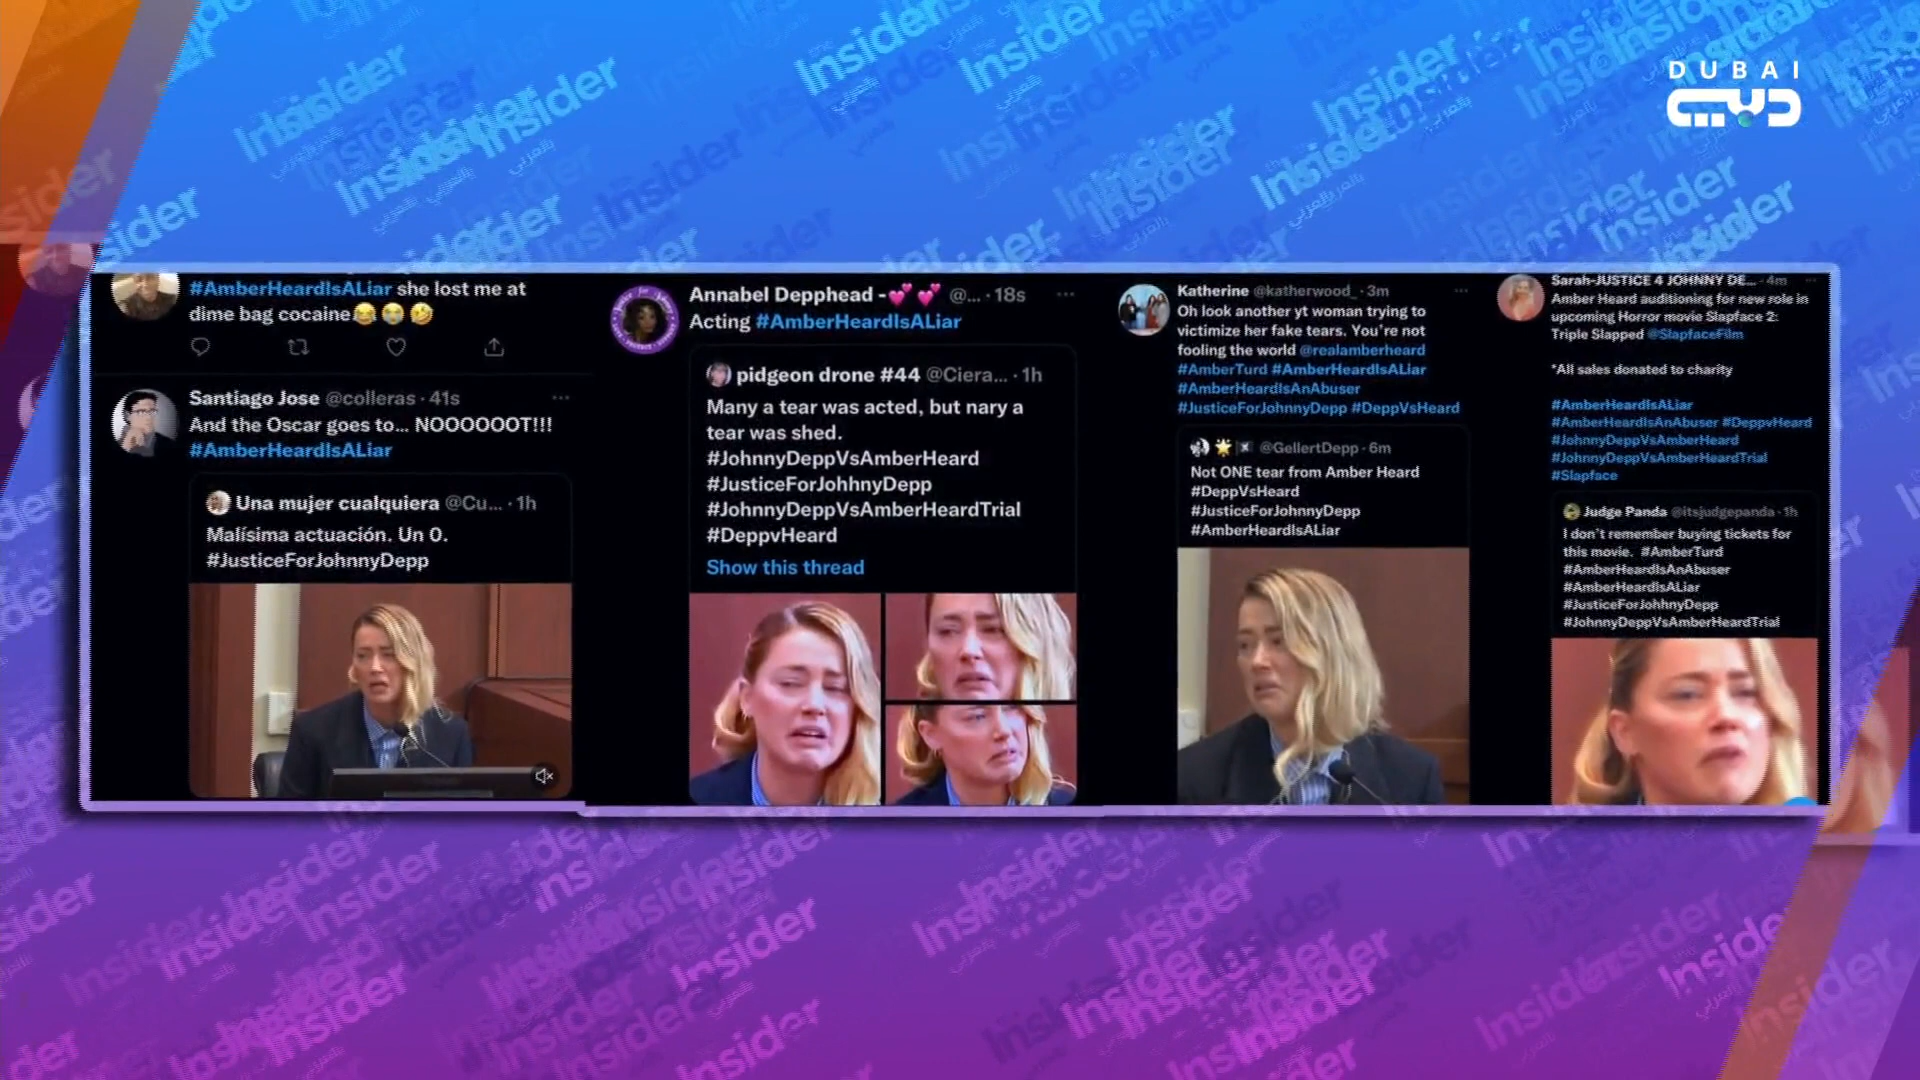 DUBAI
دبي
#AmberHeardIsALiar she lost me at
dime bag cocaine😂😭🤣
Santiago Jose @colleras · 41s
And the Oscar goes to... NOOOOOOT!!!
#AmberHeardIsALiar
Una mujer cualquiera @Cu... · 1h
Malísima actuación. Un 0.
#JusticeForJohnnyDepp
Annabel Depphead -💕💕 @... · 18s
Acting #AmberHeardIsALiar
pidgeon drone #44 @Ciera... · 1h
Many a tear was acted, but nary a
tear was shed.
#JohnnyDeppVsAmberHeard
#JusticeForJohhnyDepp
#JohnnyDeppVsAmberHeardTrial
#DeppvHeard
Show this thread
Katherine @katherwood_ · 3m
Oh look another yt woman trying to
victimize her fake tears. You're not
fooling the world @realamberheard
#AmberTurd #AmberHeardIsALiar
#AmberHeardIsAnAbuser
#JusticeForJohnnyDepp #DeppVsHeard
@GellertDepp · 6m
Not ONE tear from Amber Heard
#DeppVsHeard
#JusticeForJohnnyDepp
#AmberHeardIsALiar
Sarah-JUSTICE 4 JOHNNY DE... · 4m
Amber Heard auditioning for new role in
upcoming Horror movie Slapface 2:
Triple Slapped @SlapfaceFilm
*All sales donated to charity
#AmberHeardIsALiar
#AmberHeardIsAnAbuser #DeppvHeard
#JohnnyDeppVsAmberHeard
#JohnnyDeppVsAmberHeardTrial
#Slapface
Judge Panda @itsjudgepanda · 1h
I don't remember buying tickets for
this movie. #AmberTurd
#AmberHeardIsAnAbuser
#AmberHeardIsALiar
#JusticeForJohhnyDepp
#JohnnyDeppVsAmberHeardTrial
Insider
بالعربي